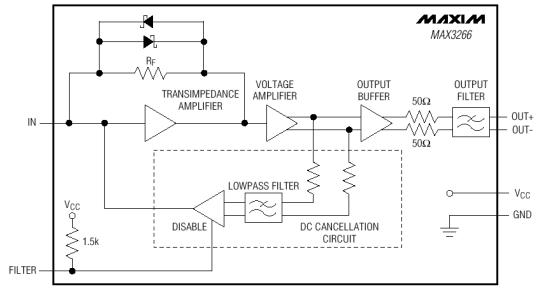 MAXIM
MAX3266
RF
TRANSIMPEDANCE
AMPLIFIER
VOLTAGE
AMPLIFIER
OUTPUT
BUFFER
OUTPUT
FILTER
50Ω
50Ω
IN
OUT+
OUT-
LOWPASS FILTER
DISABLE
DC CANCELLATION
CIRCUIT
VCC
1.5k
FILTER
VCC
GND